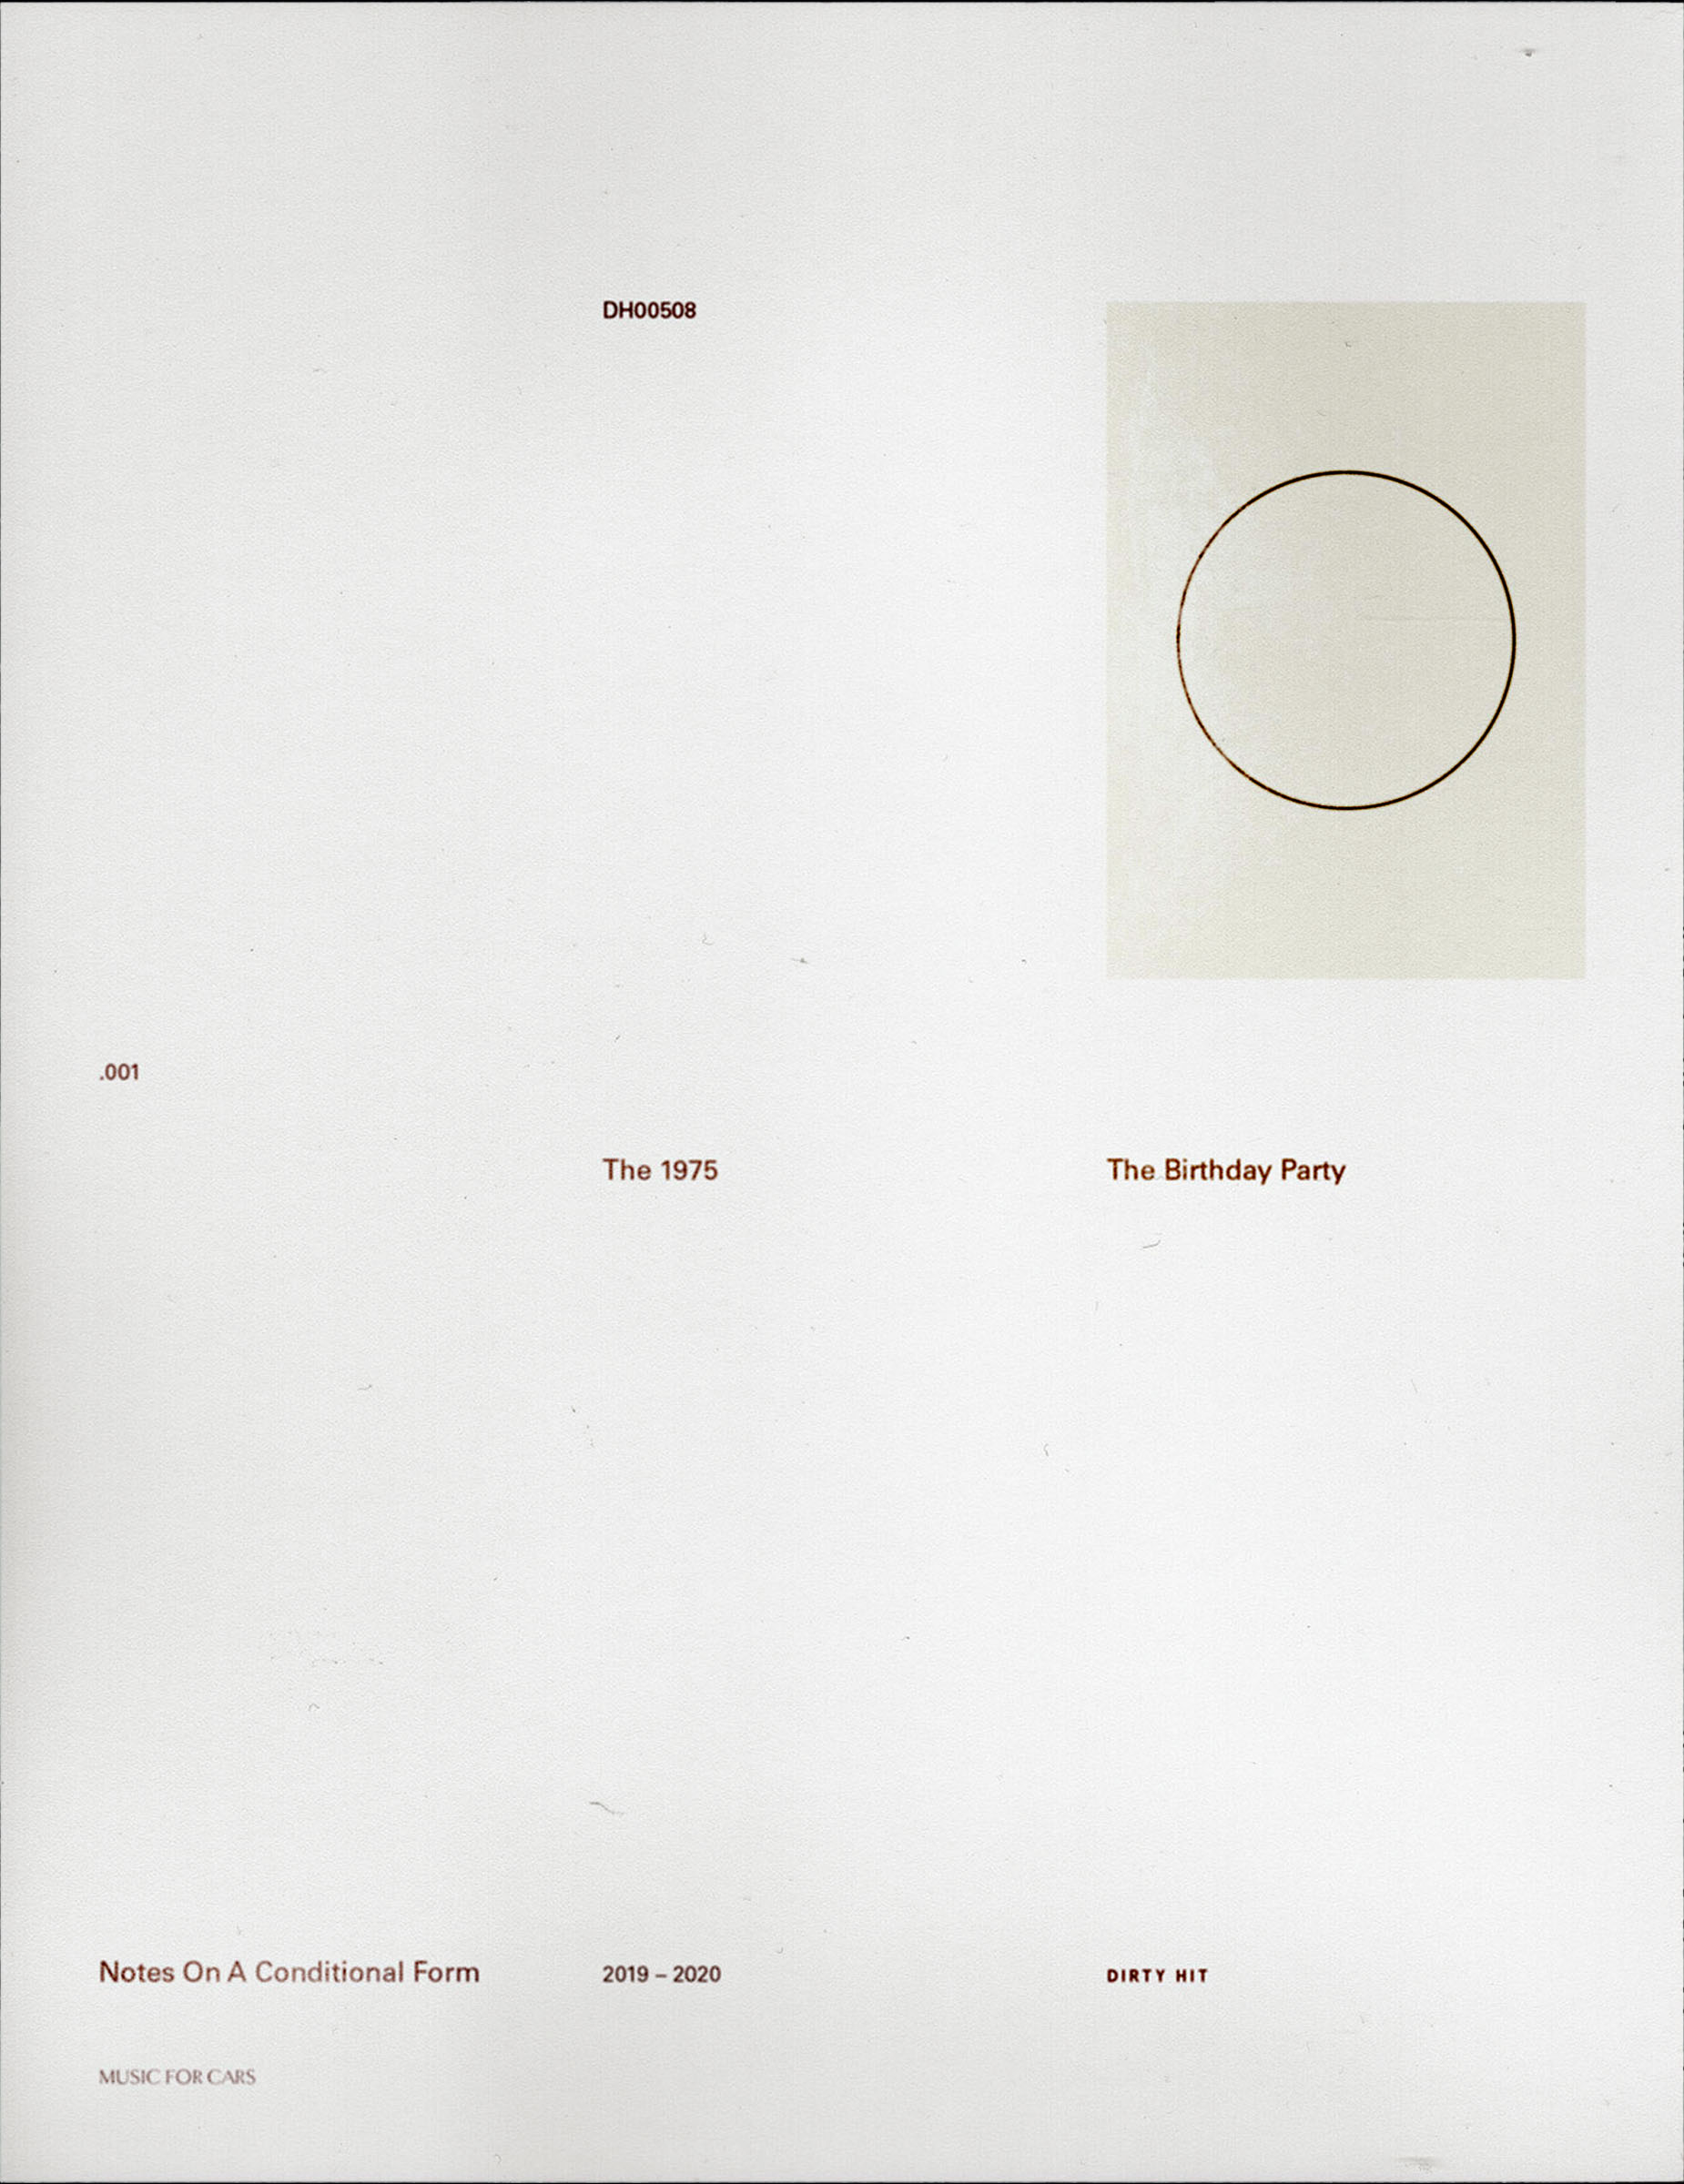 DH00508
.001
The 1975
The Birthday Party
Notes On A Conditional Form
2019 – 2020
DIRTY HIT
MUSIC FOR CARS